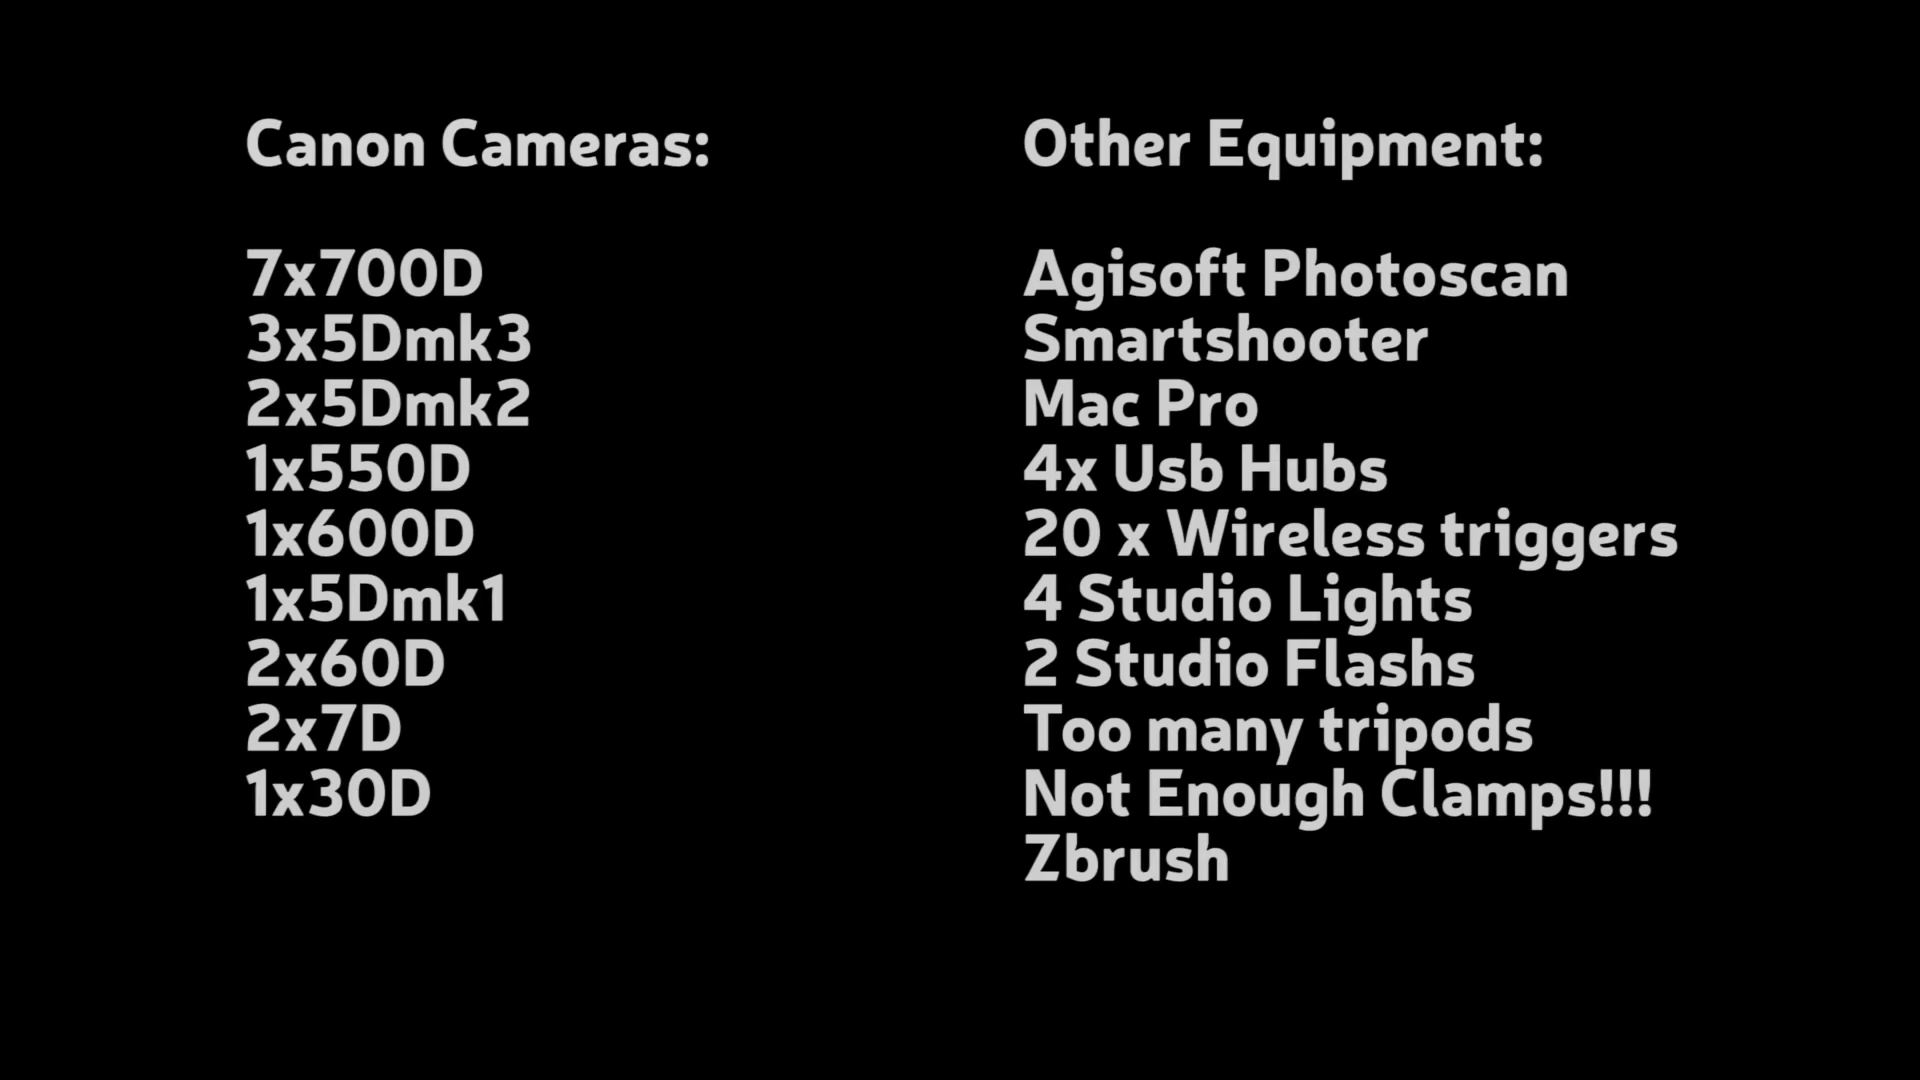 Canon Cameras:
7x700D
3x5Dmk3
2x5Dmk2
1x550D
1x600D
1x5Dmk1
2x60D
2x7D
1x30D
Other Equipment:
Agisoft Photoscan
Smartshooter
Mac Pro
4x Usb Hubs
20 x Wireless triggers
4 Studio Lights
2 Studio Flashs
Too many tripods
Not Enough Clamps!!!
Zbrush